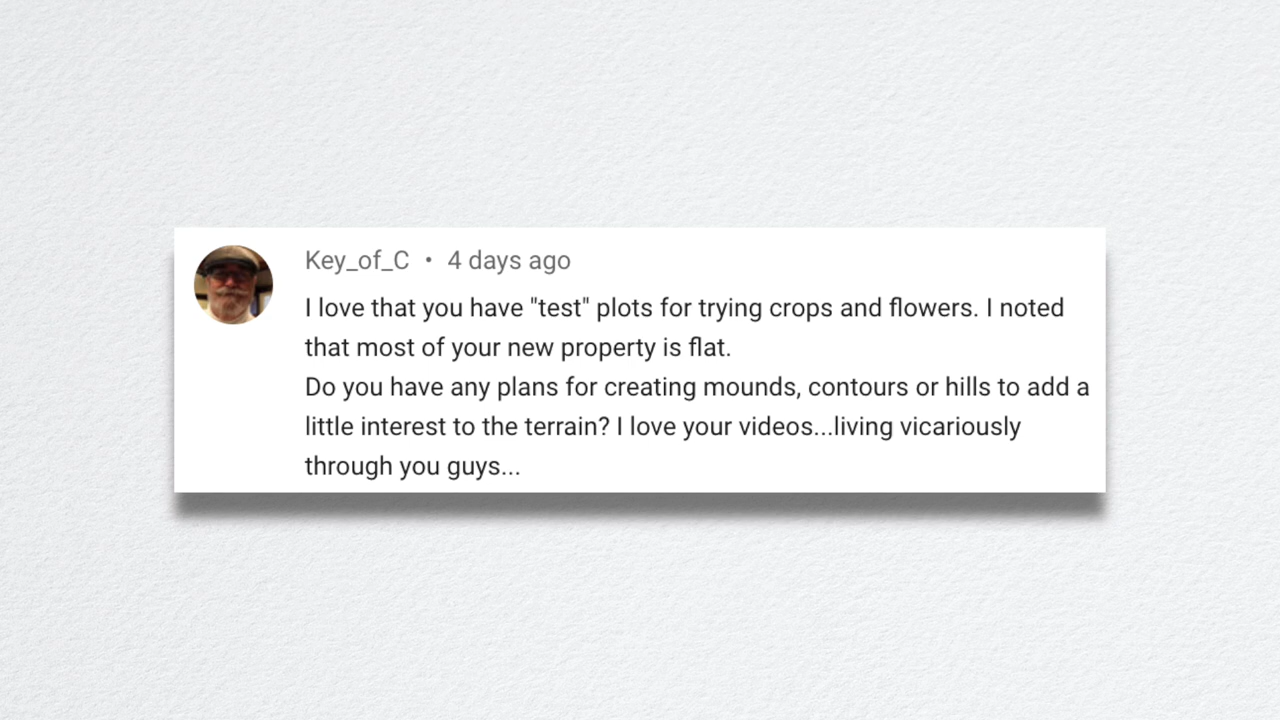 Key_of_C • 4 days ago
I love that you have "test" plots for trying crops and flowers. I noted
that most of your new property is flat.
Do you have any plans for creating mounds, contours or hills to add a
little interest to the terrain? I love your videos...living vicariously
through you guys...